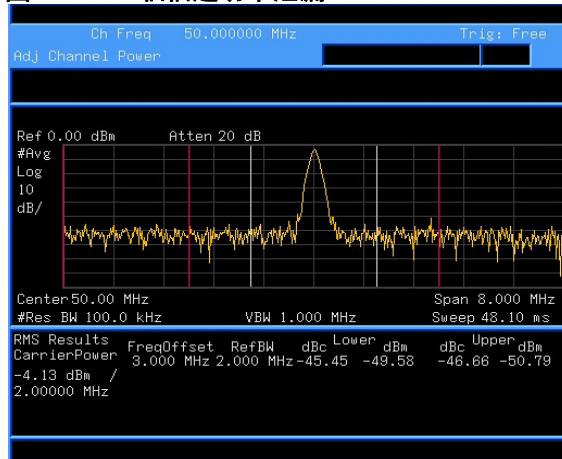 Ch Freq 50.000000 MHz Trig: Free
Adj Channel Power
Ref 0.00 dBm Atten 20 dB
#Avg
Log
10
dB/
Center 50.00 MHz Span 8.000 MHz
#Res BW 100.0 kHz VBW 1.000 MHz Sweep 48.10 ms
RMS Results FreqOffset RefBW dBc Lower dBm dBc Upper dBm
CarrierPower 3.000 MHz 2.000 MHz -45.45 -49.58 -46.66 -50.79
-4.13 dBm /
2.00000 MHz